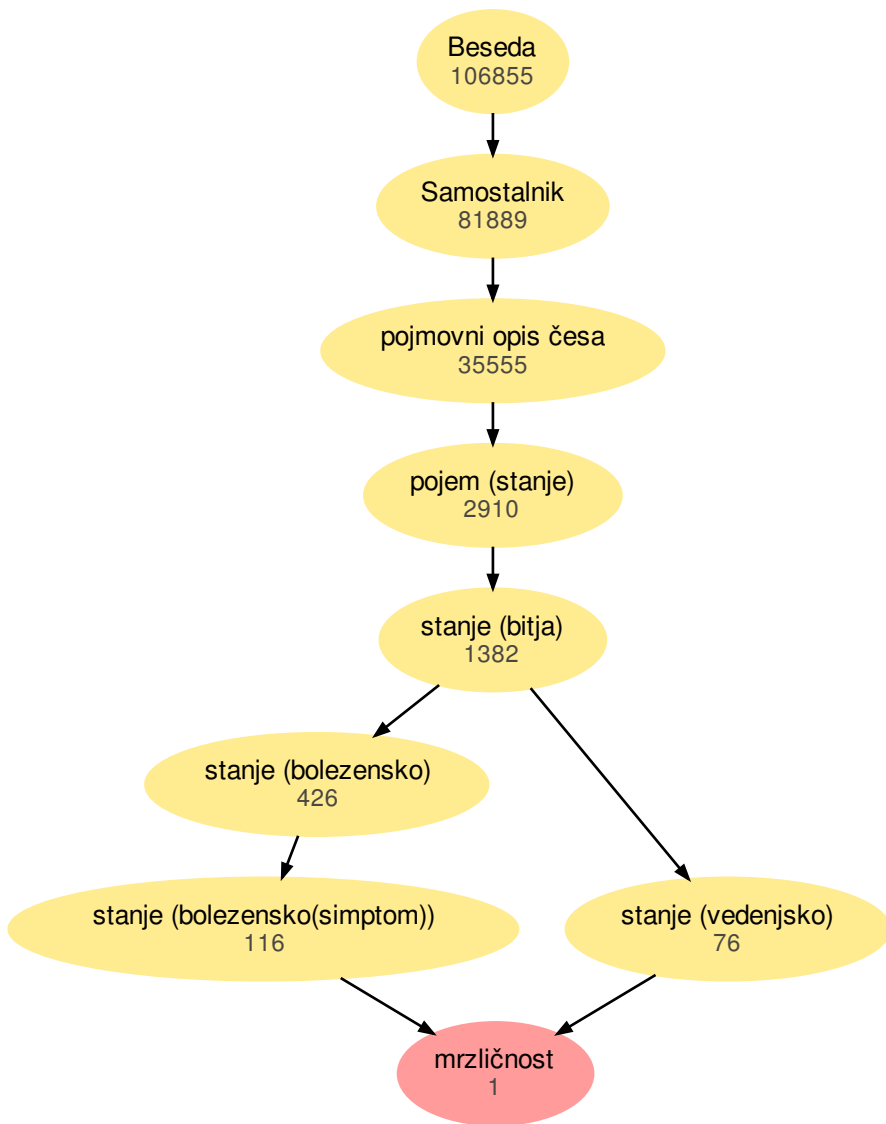 Beseda
106855
Samostalnik
81889
pojmovni opis česa
35555
pojem (stanje)
2910
stanje (bitja)
1382
stanje (bolezensko)
426
stanje (bolezensko(simptom))
116
stanje (vedenjsko)
76
mrzličnost
1